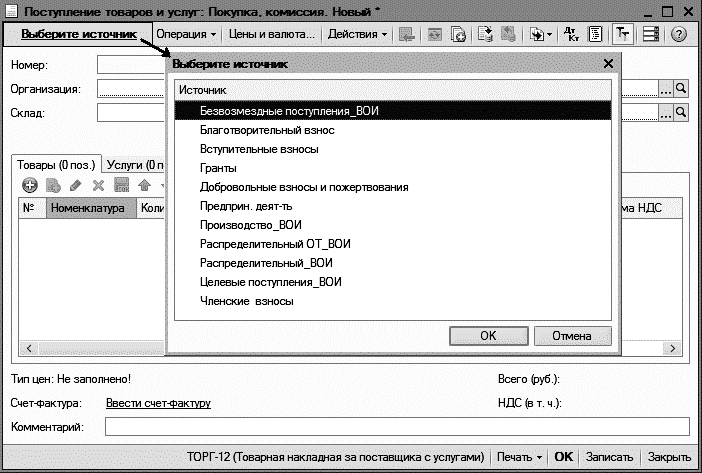 Поступление товаров и услуг: Покупка, комиссия. Новый *
Выберите источник Операция Цены и валюта... Действия Дт Кт
Номер:
Выберите источник
Организация:
Источник
Безвозмездные поступления_ВОИ
Склад:
Благотворительный взнос
Вступительные взносы
Товары (0 поз.) Услуги (0 п
Гранты
Добровольные взносы и пожертвования
№ Номенклатура Коли Предприн. деят-ть ма НДС
Производство_ВОИ
Распределительный ОТ_ВОИ
Распределительный_ВОИ
Целевые поступления_ВОИ
Членские взносы
OK Отмена
Тип цен: Не заполнено! Всего (руб.):
Счет-фактура: Ввести счет-фактуру НДС (в т. ч.):
Комментарий:
ТОРГ-12 (Товарная накладная за поставщика с услугами) Печать OK Записать Закрыть